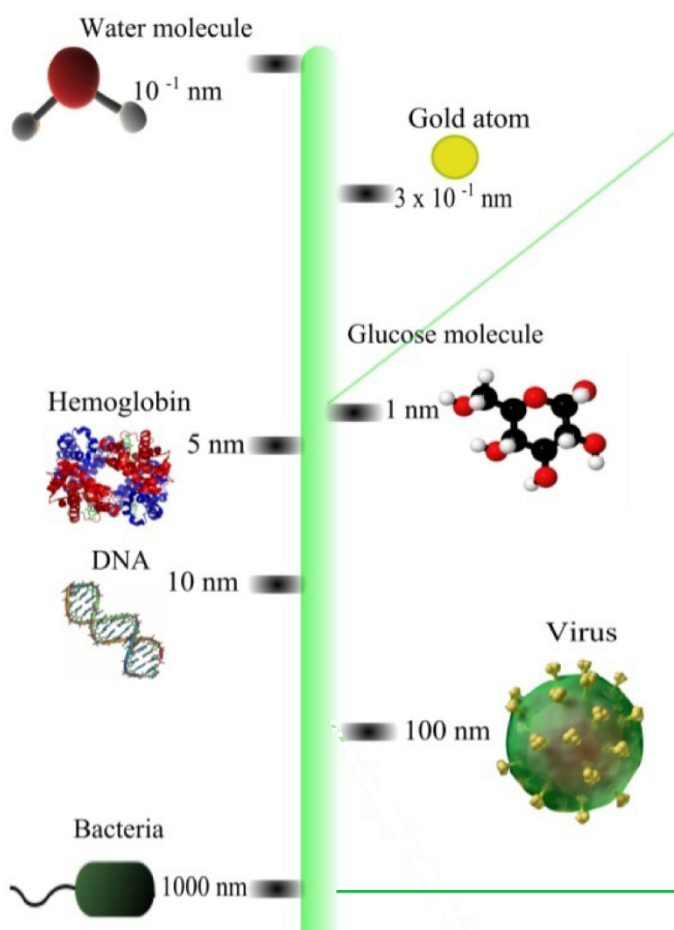 Water molecule
10 ⁻¹ nm
Gold atom
3 x 10 ⁻¹ nm
Glucose molecule
1 nm
Hemoglobin
5 nm
DNA
10 nm
Virus
100 nm
Bacteria
1000 nm